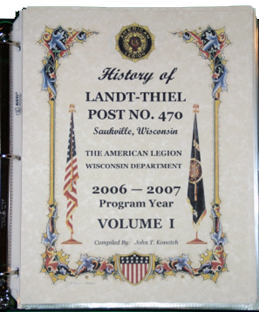 History of
LANDT-THIEL
POST NO. 470
Saukville, Wisconsin
THE AMERICAN LEGION
WISCONSIN DEPARTMENT
2006 — 2007
Program Year
VOLUME I
Compiled By: John T. Konetch